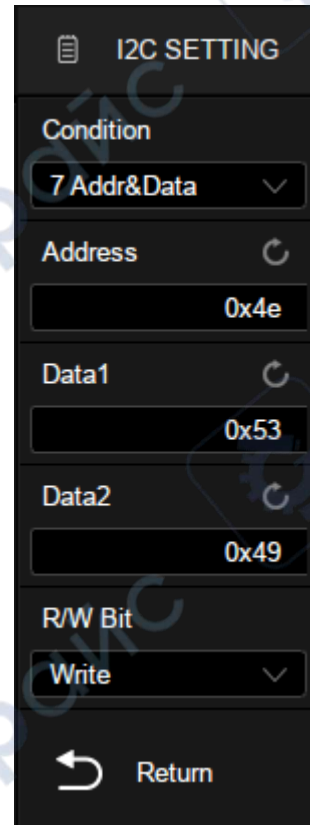 I2C SETTING
Condition
7 Addr&Data
Address
0x4e
Data1
0x53
Data2
0x49
R/W Bit
Write
Return